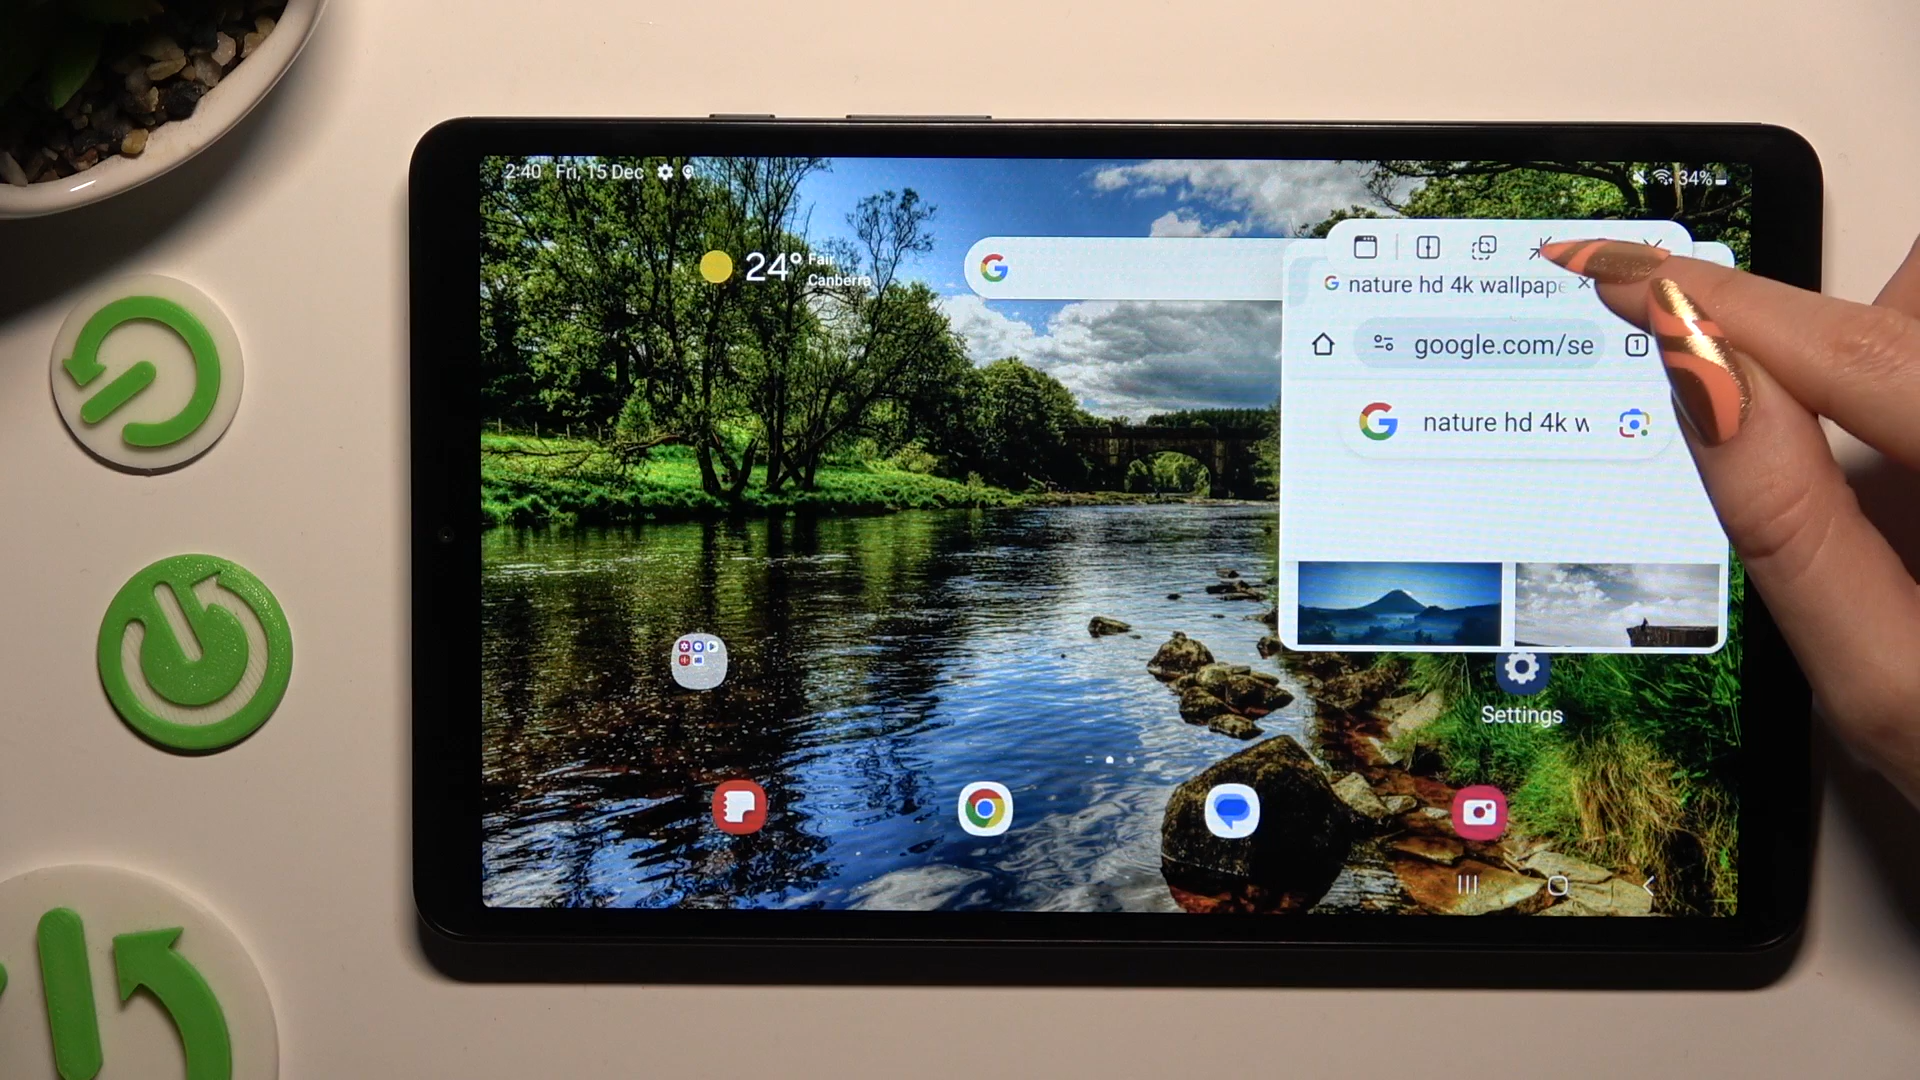 2:40 Fri, 15 Dec
34%
24°
Fair
Canberra
nature hd 4k wallpape
google.com/se
1
nature hd 4k w
Settings